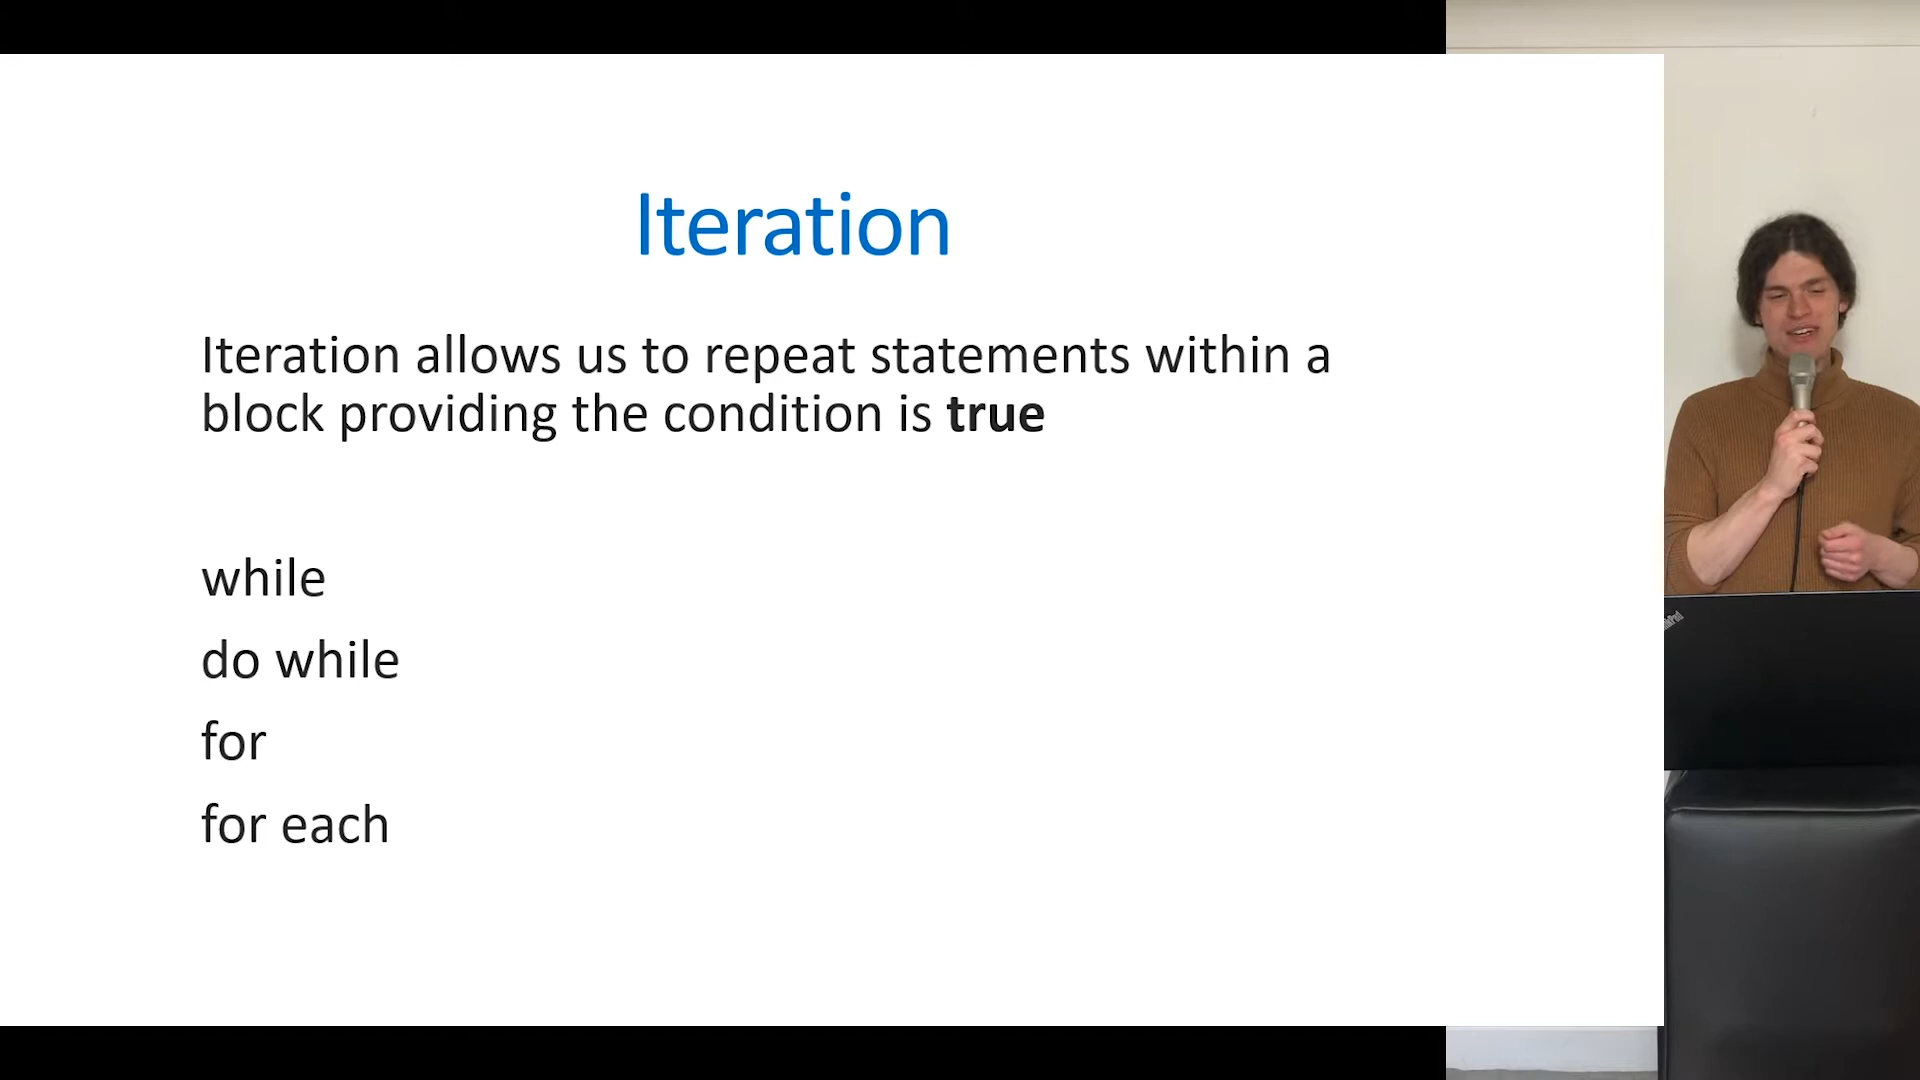 Iteration
Iteration allows us to repeat statements within a
block providing the condition is true
while
do while
for
for each